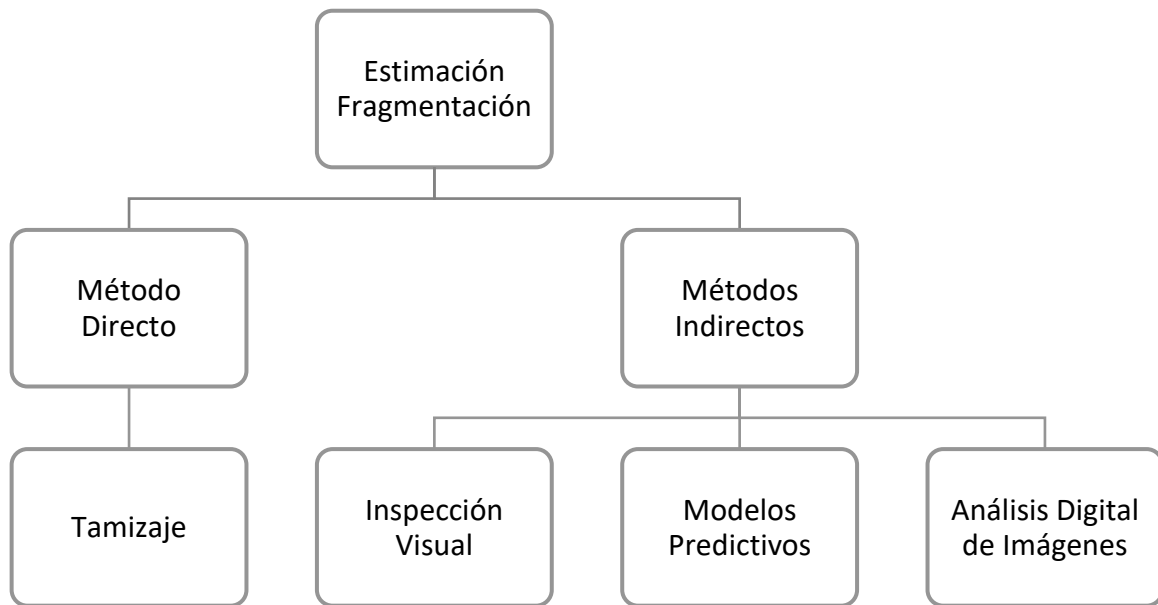 Estimación
Fragmentación
Método
Directo
Métodos
Indirectos
Tamizaje
Inspección
Visual
Modelos
Predictivos
Análisis Digital
de Imágenes